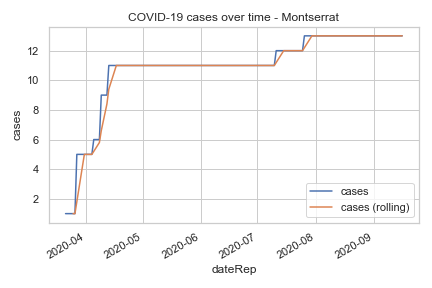 COVID-19 cases over time - Montserrat
cases
12
10
8
6
4
2
cases
cases (rolling)
2020-04
2020-05
2020-06
2020-07
2020-08
2020-09
dateRep